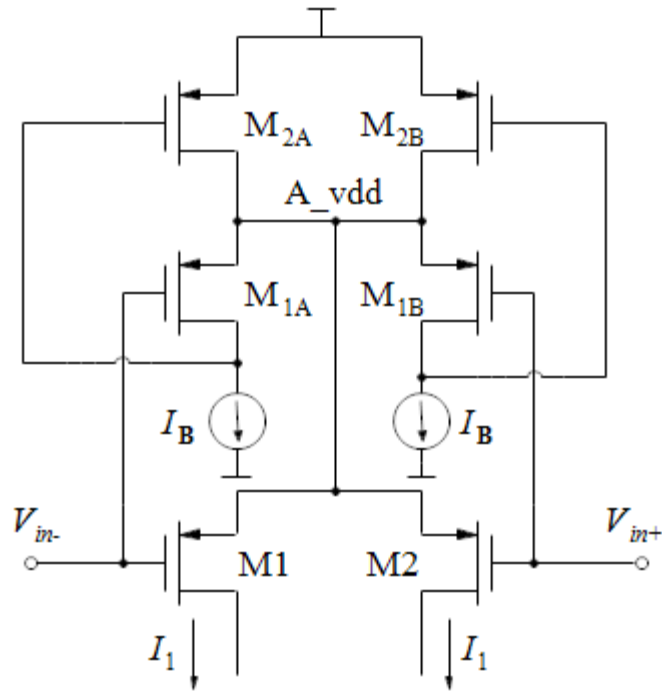 M2A M2B
A_vdd
M1A M1B
IB IB
Vin- M1 M2 Vin+
I1 I1